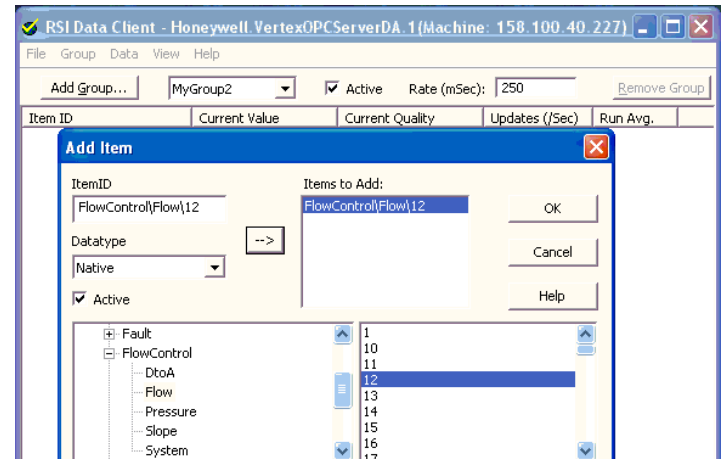 RSI Data Client - Honeywell.VertexOPCServerDA.1(Machine: 158.100.40.227)
File Group Data View Help
Add Group... MyGroup2 Active Rate (mSec): 250 Remove Group
Item ID Current Value Current Quality Updates (/Sec) Run Avg.
Add Item
ItemID Items to Add:
FlowControl\Flow\12 FlowControl\Flow\12 OK
Datatype -->
Native Cancel
Active Help
Fault 1
FlowControl 10
DtoA 11
Flow 12
Pressure 13
Slope 14
System 15
16
17